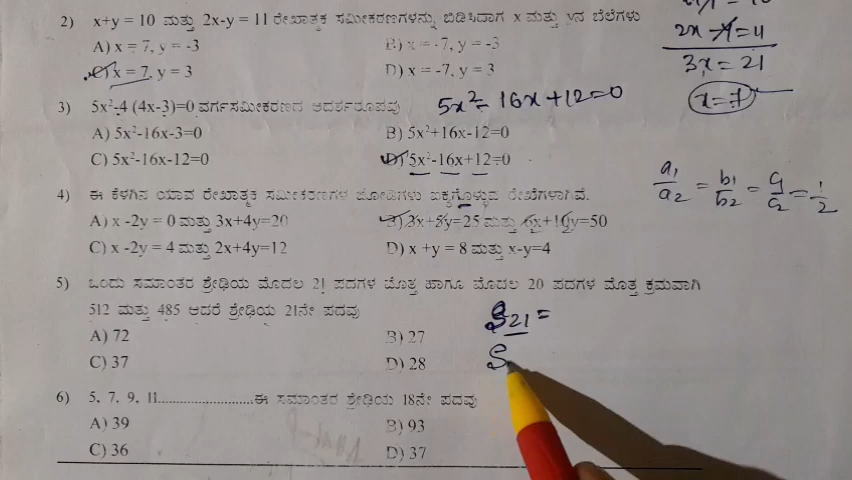 2) x+y = 10 ಮತ್ತು 2x-y = 11 ರೇಖಾತ್ಮಕ ಸಮೀಕರಣಗಳನ್ನು ಬಿಡಿಸಿದಾಗ x ಮತ್ತು yನ ಬೆಲೆಗಳು
A) x = 7, y = -3 B) x = -7, y = -3
C) x = 7, y = 3 D) x = -7, y = 3
2x - y = 4
3x = 21
x = 7
3) 5x²-4 (4x-3)=0 ವರ್ಗಸಮೀಕರಣದ ಆದರ್ಶರೂಪವು 5x² - 16x + 12 = 0
A) 5x²-16x-3=0 B) 5x²+16x-12=0
C) 5x²-16x-12=0 D) 5x²-16x+12=0
4) ಈ ಕೆಳಗಿನ ಯಾವ ರೇಖಾತ್ಮಕ ಸಮೀಕರಣಗಳ ಜೋಡಿಗಳು ಐಕ್ಯಗೊಳ್ಳುವ ರೇಖೆಗಳಾಗಿವೆ.
a₁/a₂ = b₁/b₂ = c₁/c₂ = 1/2
A) x -2y = 0 ಮತ್ತು 3x+4y=20 B) 3x+5y=25 ಮತ್ತು 6x+10y=50
C) x -2y = 4 ಮತ್ತು 2x+4y=12 D) x +y = 8 ಮತ್ತು x-y=4
5) ಒಂದು ಸಮಾಂತರ ಶ್ರೇಢಿಯ ಮೊದಲ 21 ಪದಗಳ ಮೊತ್ತ ಹಾಗೂ ಮೊದಲ 20 ಪದಗಳ ಮೊತ್ತ ಕ್ರಮವಾಗಿ
512 ಮತ್ತು 485 ಆದರೆ ಶ್ರೇಢಿಯ 21ನೇ ಪದವು
S21 =
A) 72 B) 27
S
C) 37 D) 28
6) 5, 7, 9, 11........................ಈ ಸಮಾಂತರ ಶ್ರೇಢಿಯ 18ನೇ ಪದವು
A) 39 B) 93
C) 36 D) 37